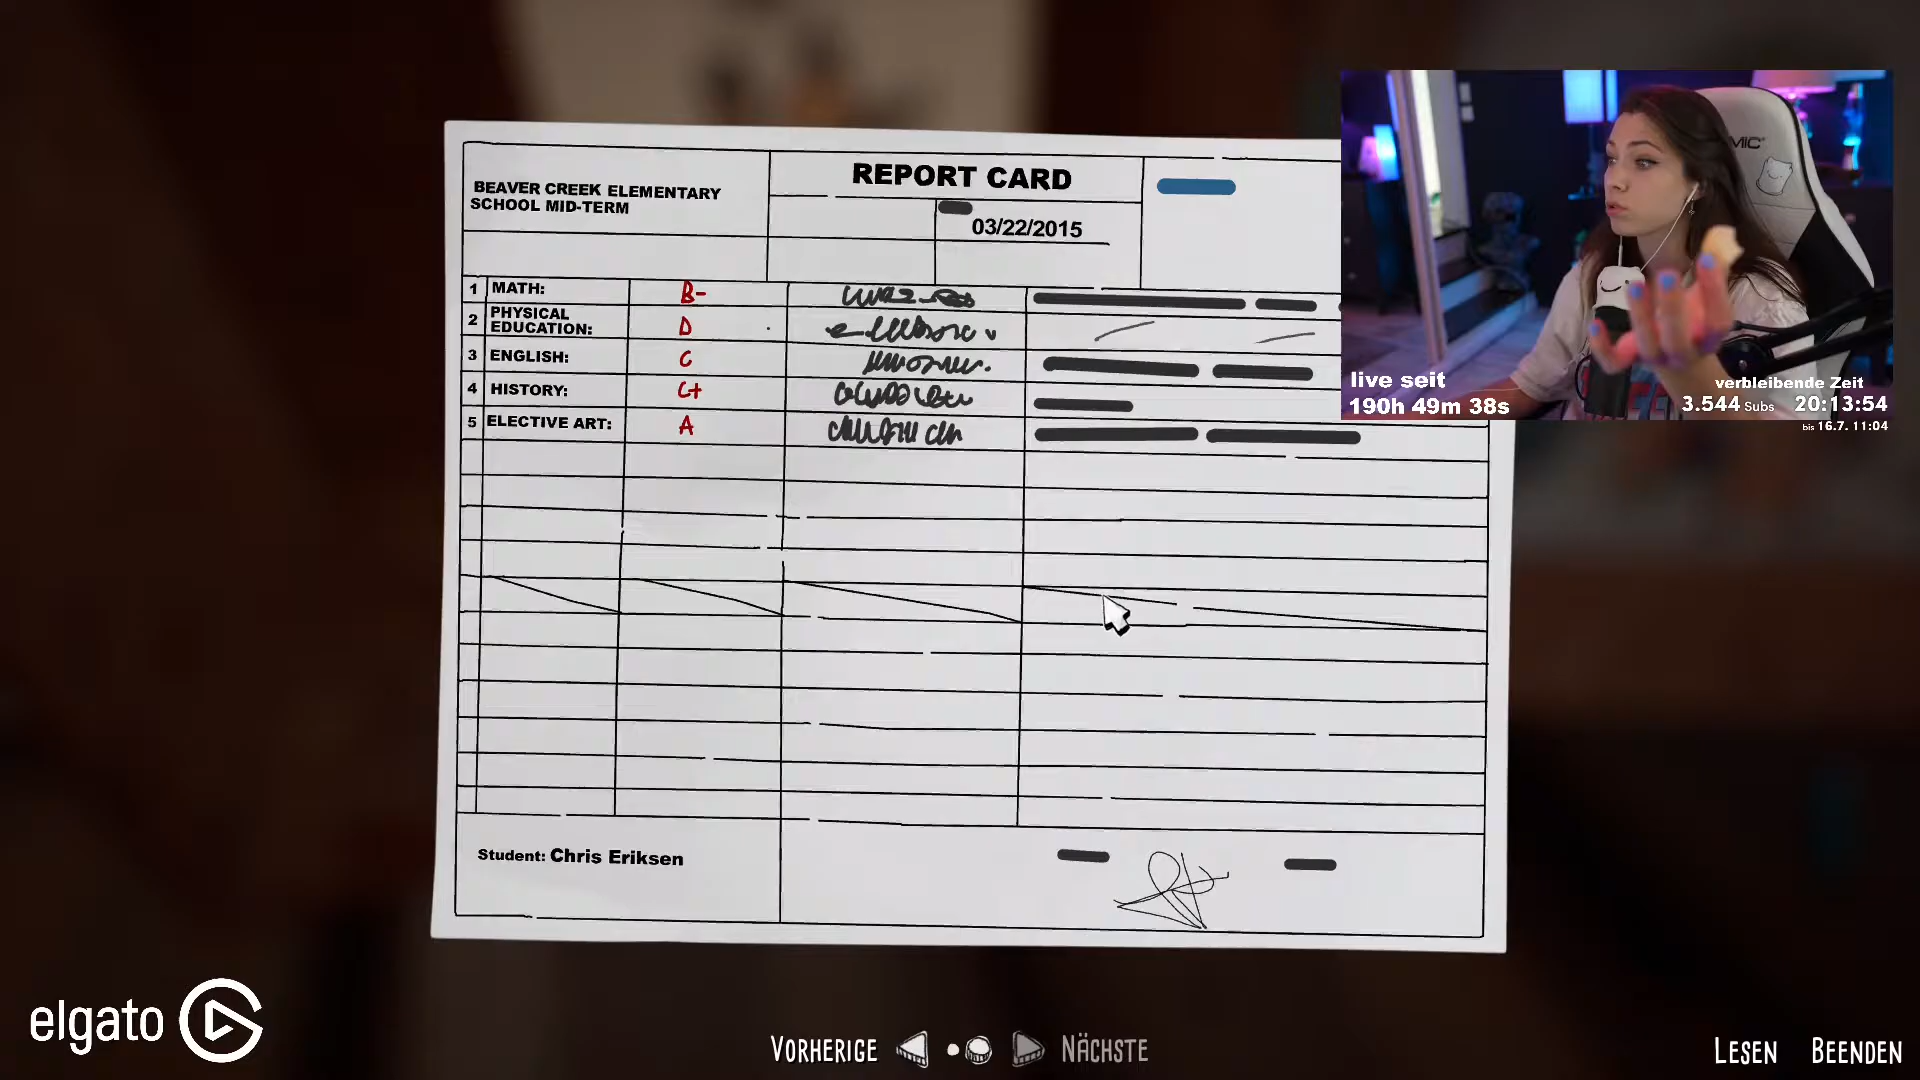 REPORT CARD
BEAVER CREEK ELEMENTARY
SCHOOL MID-TERM
03/22/2015
1 MATH: B-
2 PHYSICAL
EDUCATION: D
3 ENGLISH: C
4 HISTORY: C+
5 ELECTIVE ART: A
Student: Chris Eriksen
MIC
live seit
190h 49m 38s
verbleibende Zeit
3.544 Subs 20:13:54
bis 16.7. 11:04
elgato
VORHERIGE
NÄCHSTE
LESEN BEENDEN